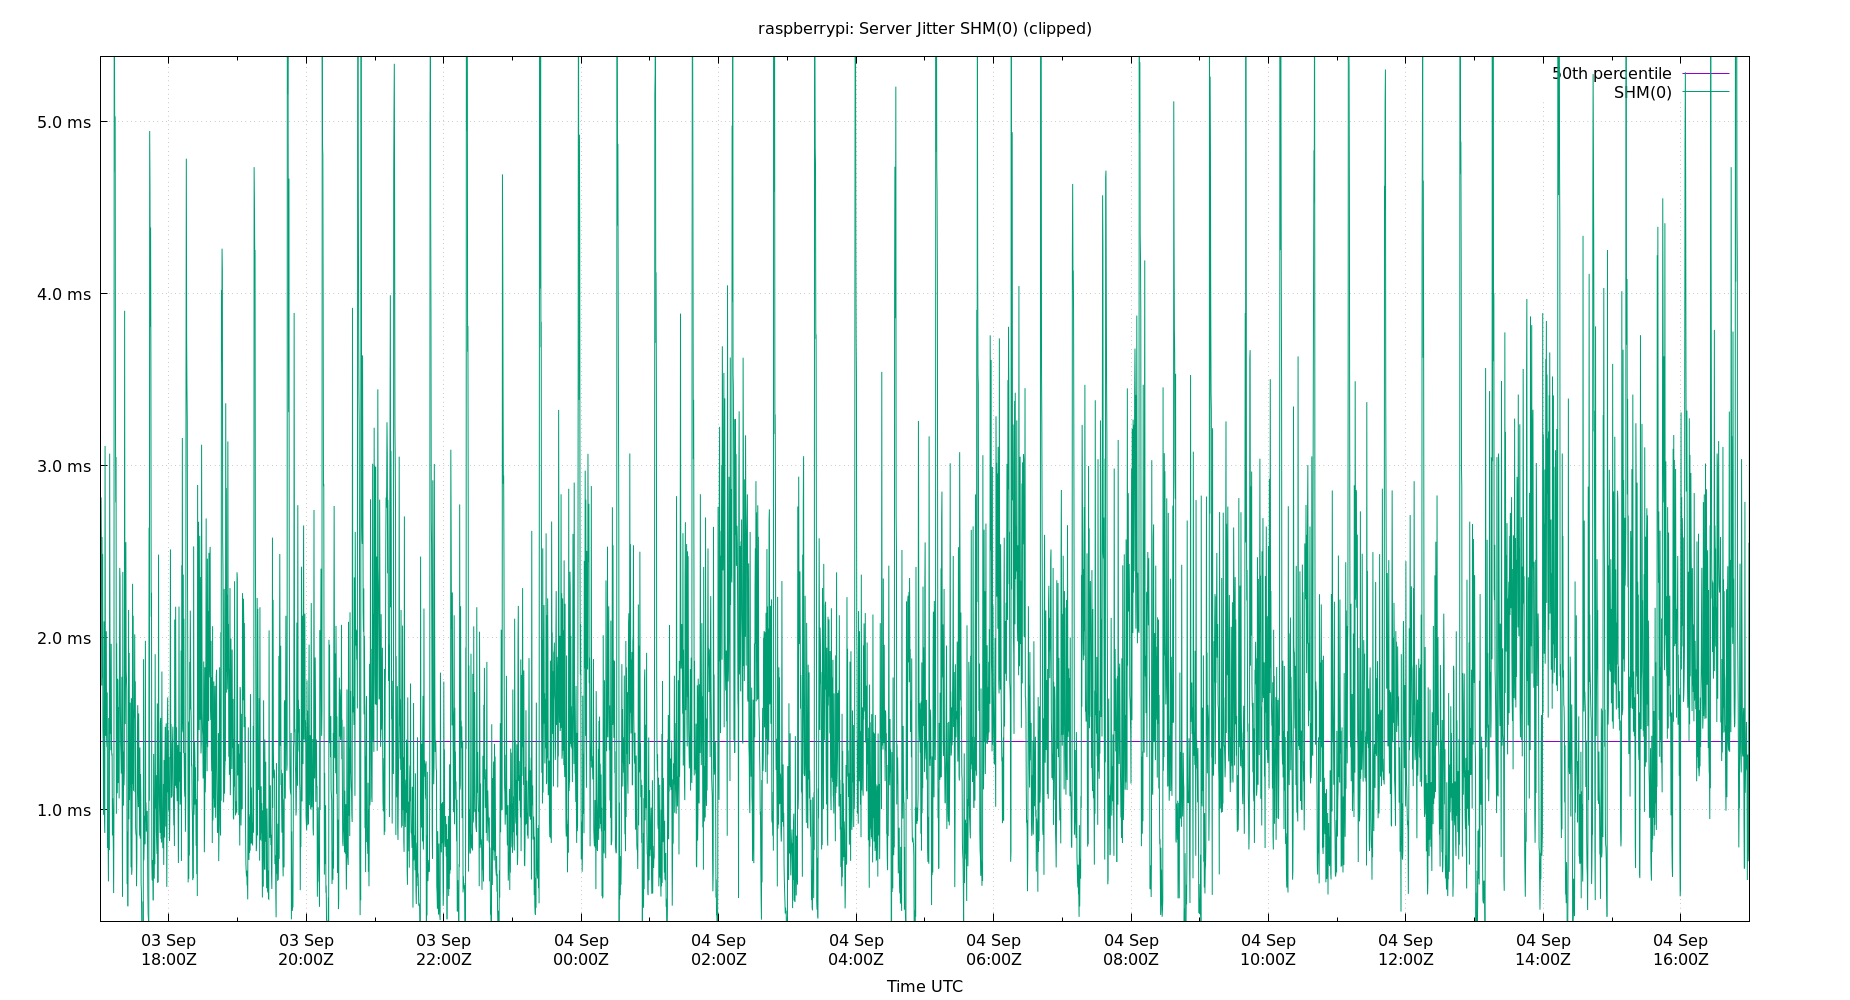 raspberrypi: Server Jitter SHM(0) (clipped)
50th percentile
SHM(0)
5.0 ms
4.0 ms
3.0 ms
2.0 ms
1.0 ms
03 Sep 03 Sep 03 Sep 04 Sep 04 Sep 04 Sep 04 Sep 04 Sep 04 Sep 04 Sep 04 Sep 04 Sep
18:00Z 20:00Z 22:00Z 00:00Z 02:00Z 04:00Z 06:00Z 08:00Z 10:00Z 12:00Z 14:00Z 16:00Z
Time UTC